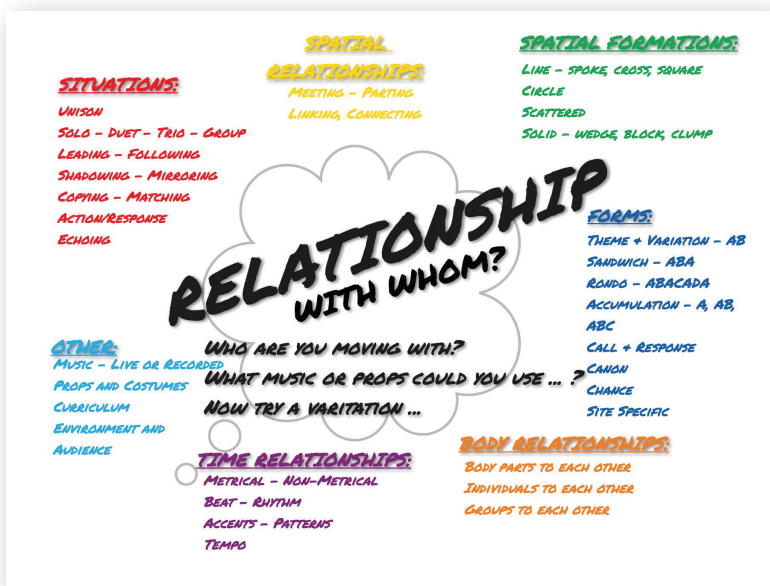 SITUATIONS:
UNISON
SOLO – DUET – TRIO – GROUP
LEADING – FOLLOWING
SHADOWING – MIRRORING
COPYING – MATCHING
ACTION/RESPONSE
ECHOING
SPATIAL
RELATIONSHIPS:
MEETING – PARTING
LINKING, CONNECTING
SPATIAL FORMATIONS:
LINE – SPOKE, CROSS, SQUARE
CIRCLE
SCATTERED
SOLID – WEDGE, BLOCK, CLUMP
RELATIONSHIP
WITH WHOM?
WHO ARE YOU MOVING WITH?
WHAT MUSIC OR PROPS COULD YOU USE ... ?
NOW TRY A VARITATION ...
FORMS:
THEME + VARIATION – AB
SANDWICH – ABA
RONDO – ABACADA
ACCUMULATION – A, AB,
ABC
CALL + RESPONSE
CANON
CHANCE
SITE SPECIFIC
OTHER:
MUSIC – LIVE OR RECORDED
PROPS AND COSTUMES
CURRICULUM
ENVIRONMENT AND
AUDIENCE
TIME RELATIONSHIPS:
METRICAL – NON-METRICAL
BEAT – RHYTHM
ACCENTS – PATTERNS
TEMPO
BODY RELATIONSHIPS:
BODY PARTS TO EACH OTHER
INDIVIDUALS TO EACH OTHER
GROUPS TO EACH OTHER